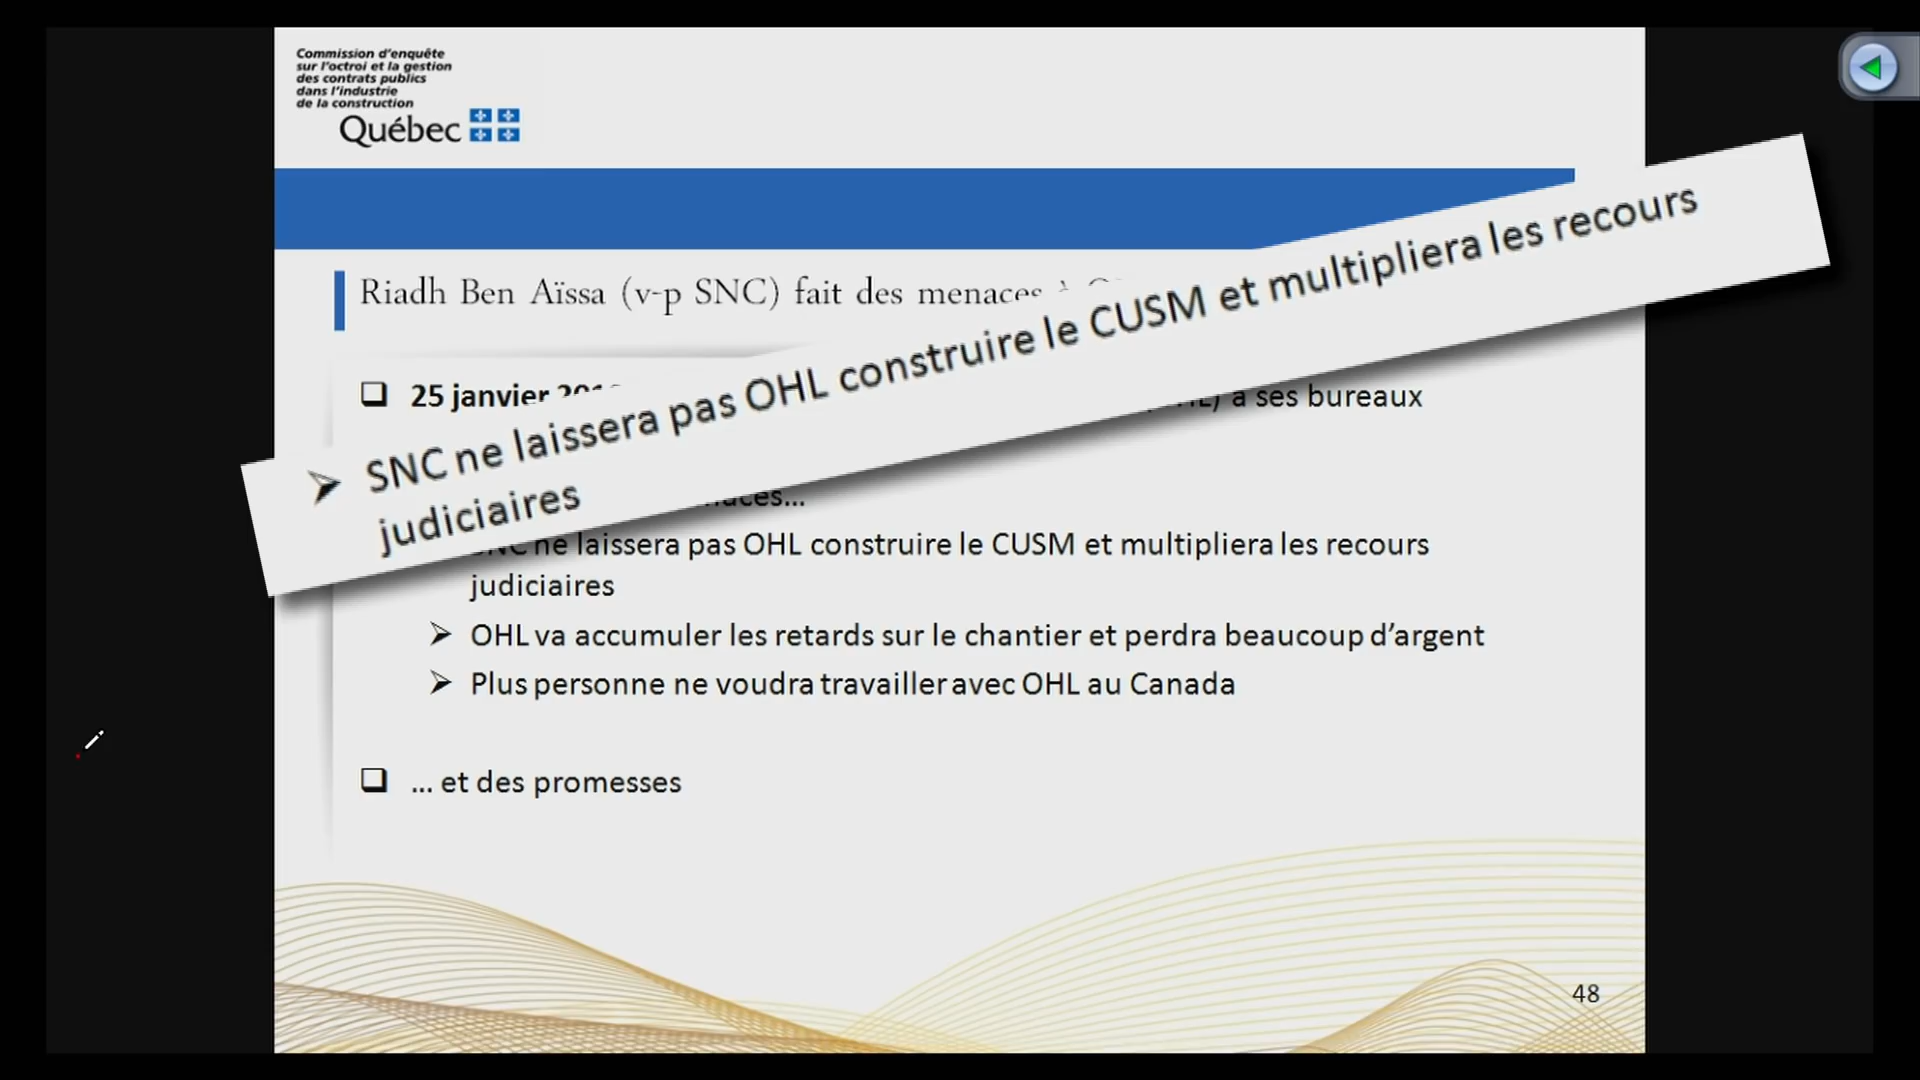 Commission d'enquête
sur l'octroi et la gestion
des contrats publics
dans l'industrie
de la construction
Québec
Riadh Ben Aïssa (v-p SNC) fait des menaces
25 janvier
à ses bureaux
SNC ne laissera pas OHL construire le CUSM et multipliera les recours
judiciaires
SNC ne laissera pas OHL construire le CUSM et multipliera les recours
judiciaires
OHL va accumuler les retards sur le chantier et perdra beaucoup d'argent
Plus personne ne voudra travailler avec OHL au Canada
... et des promesses
48